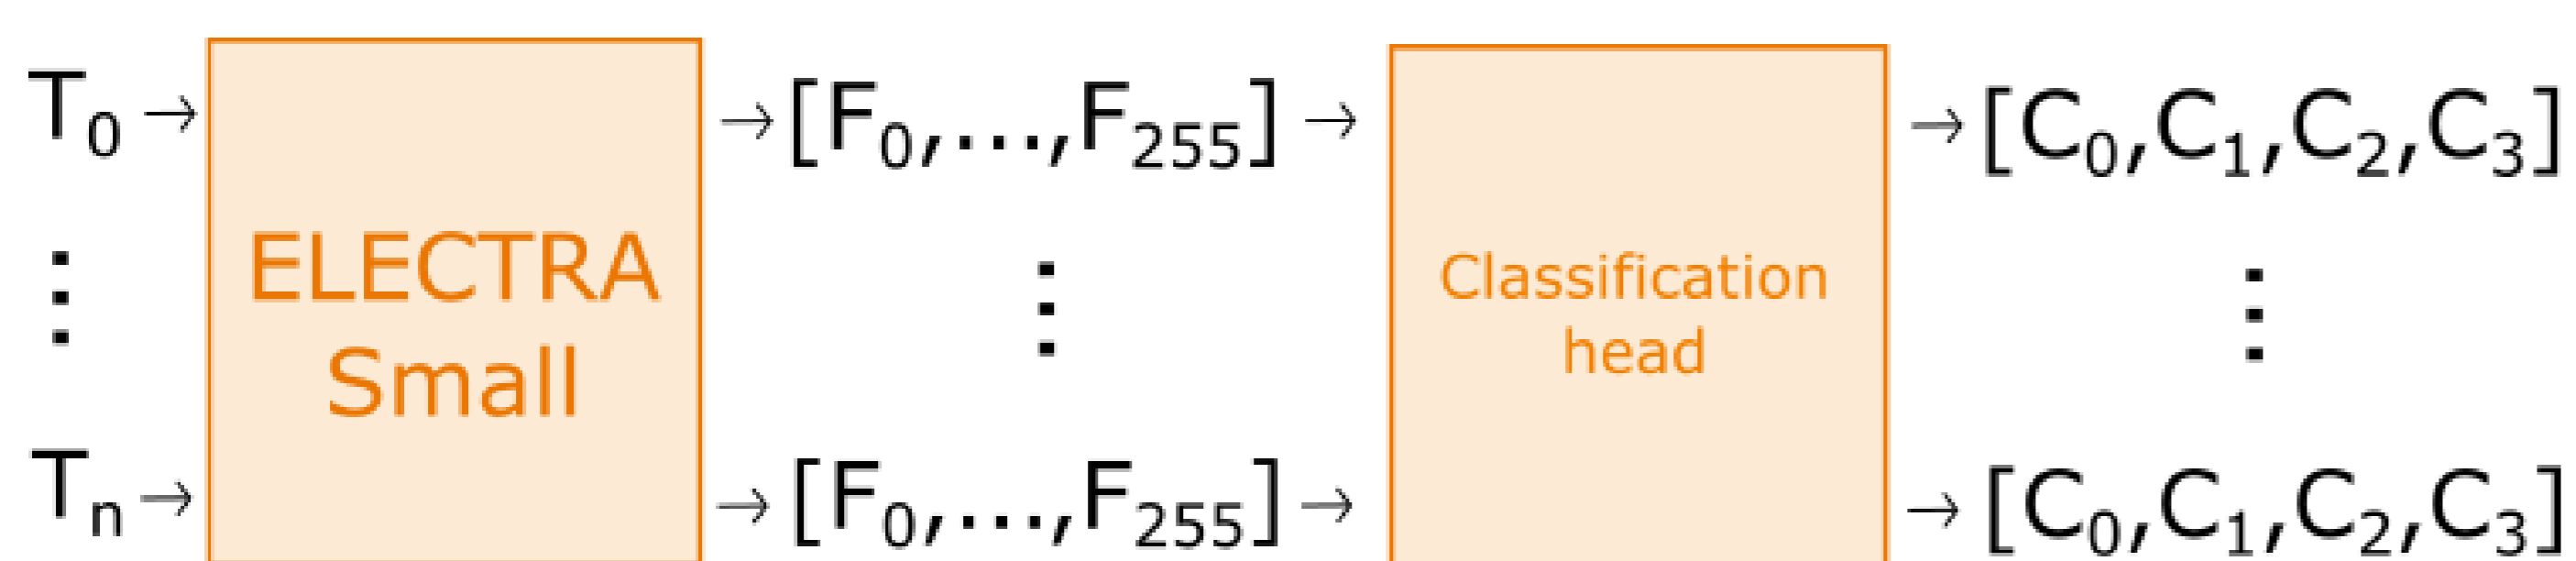 T₀ → → [F₀,...,F₂₅₅] → → [C₀,C₁,C₂,C₃]
ELECTRA
Small
Classification
head
Tₙ → → [F₀,...,F₂₅₅] → → [C₀,C₁,C₂,C₃]